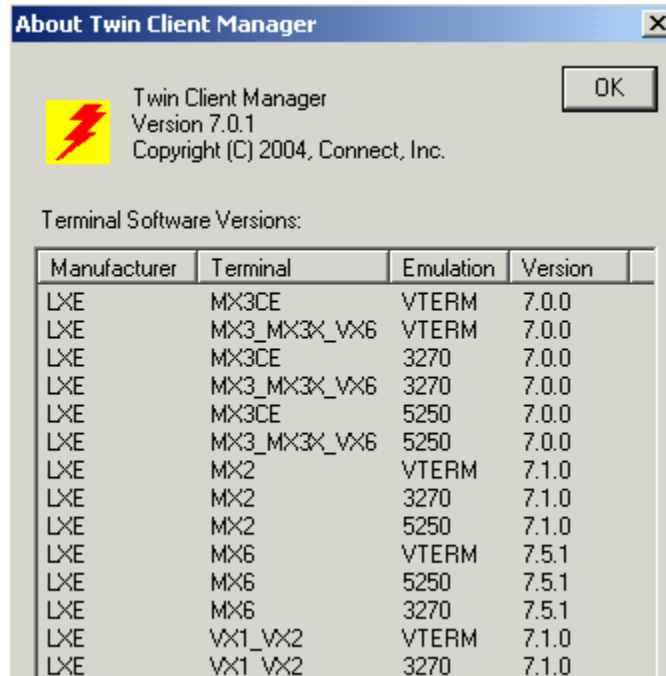 About Twin Client Manager
OK
Twin Client Manager
Version 7.0.1
Copyright (C) 2004, Connect, Inc.
Terminal Software Versions:
Manufacturer Terminal Emulation Version
LXE MX3CE VTERM 7.0.0
LXE MX3_MX3X_VX6 VTERM 7.0.0
LXE MX3CE 3270 7.0.0
LXE MX3_MX3X_VX6 3270 7.0.0
LXE MX3CE 5250 7.0.0
LXE MX3_MX3X_VX6 5250 7.0.0
LXE MX2 VTERM 7.1.0
LXE MX2 3270 7.1.0
LXE MX2 5250 7.1.0
LXE MX6 VTERM 7.5.1
LXE MX6 5250 7.5.1
LXE MX6 3270 7.5.1
LXE VX1_VX2 VTERM 7.1.0
LXE VX1_VX2 3270 7.1.0